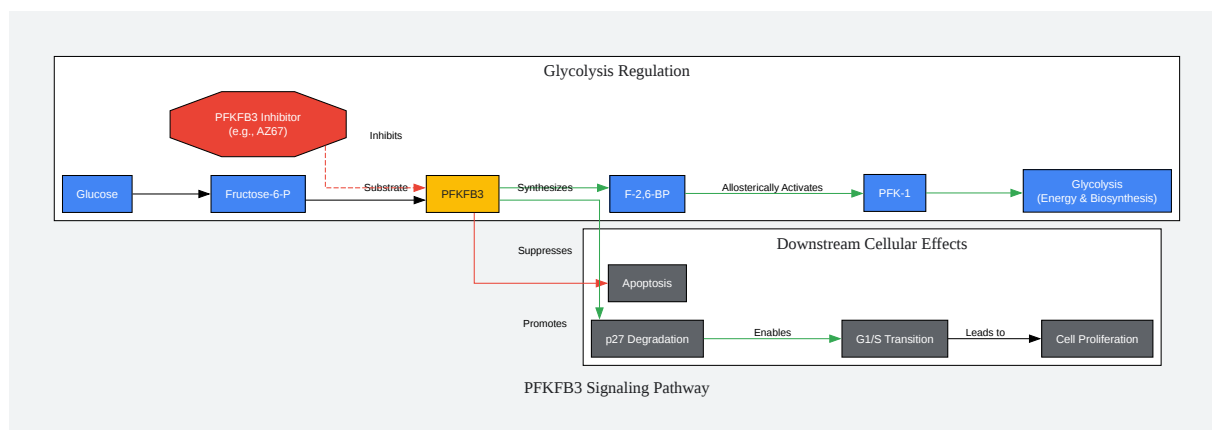 Glycolysis Regulation
PFKFB3 Inhibitor
(e.g., AZ67)
Inhibits
Glucose
Fructose-6-P
Substrate
PFKFB3
Synthesizes
F-2,6-BP
Allosterically Activates
PFK-1
Glycolysis
(Energy & Biosynthesis)
Downstream Cellular Effects
Suppresses
Apoptosis
Promotes
p27 Degradation
Enables
G1/S Transition
Leads to
Cell Proliferation
PFKFB3 Signaling Pathway